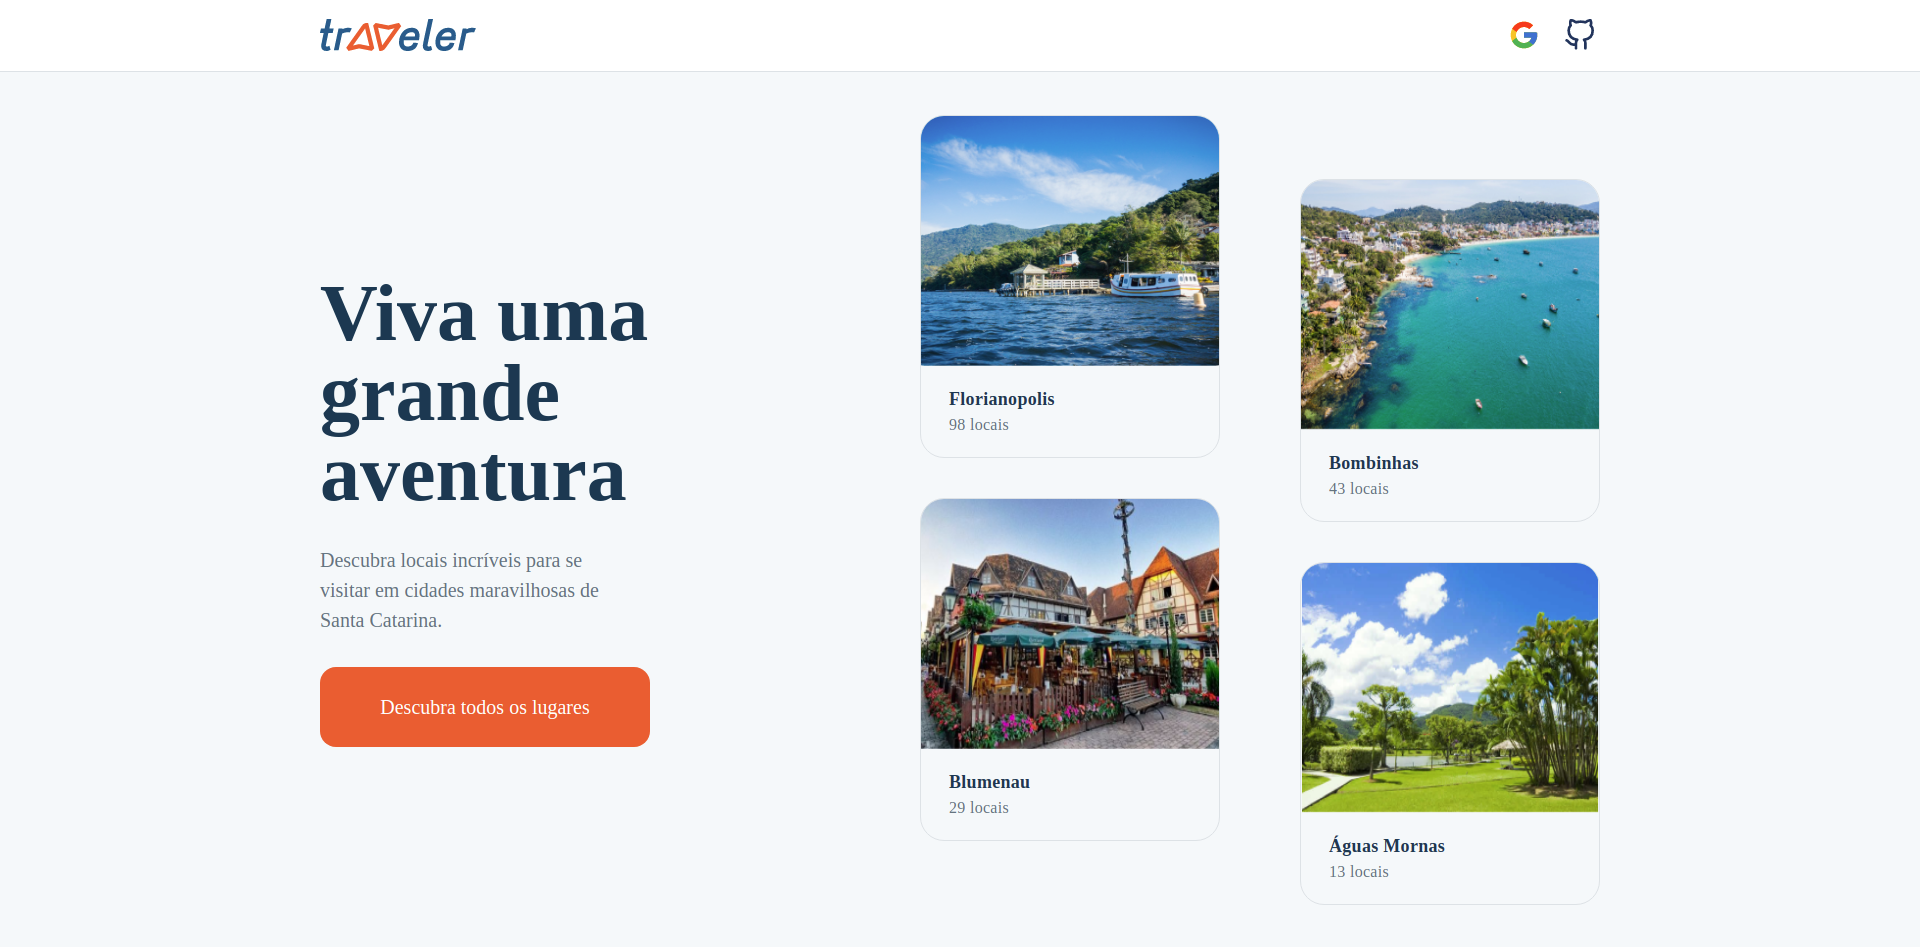 traveler
Viva uma
grande
aventura
Descubra locais incríveis para se
visitar em cidades maravilhosas de
Santa Catarina.
Descubra todos os lugares
Florianopolis
98 locais
Blumenau
29 locais
Bombinhas
43 locais
Águas Mornas
13 locais